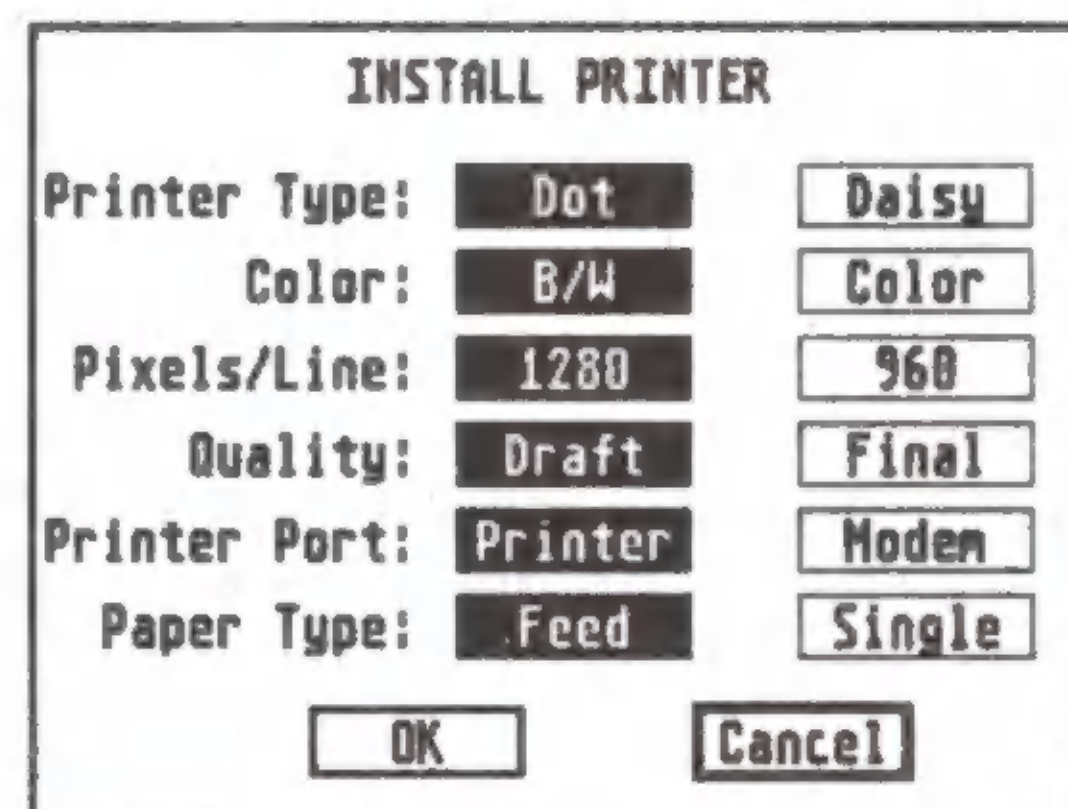 INSTALL PRINTER
Printer Type: Dot Daisy
Color: B/W Color
Pixels/Line: 1280 960
Quality: Draft Final
Printer Port: Printer Modem
Paper Type: Feed Single
OK Cancel